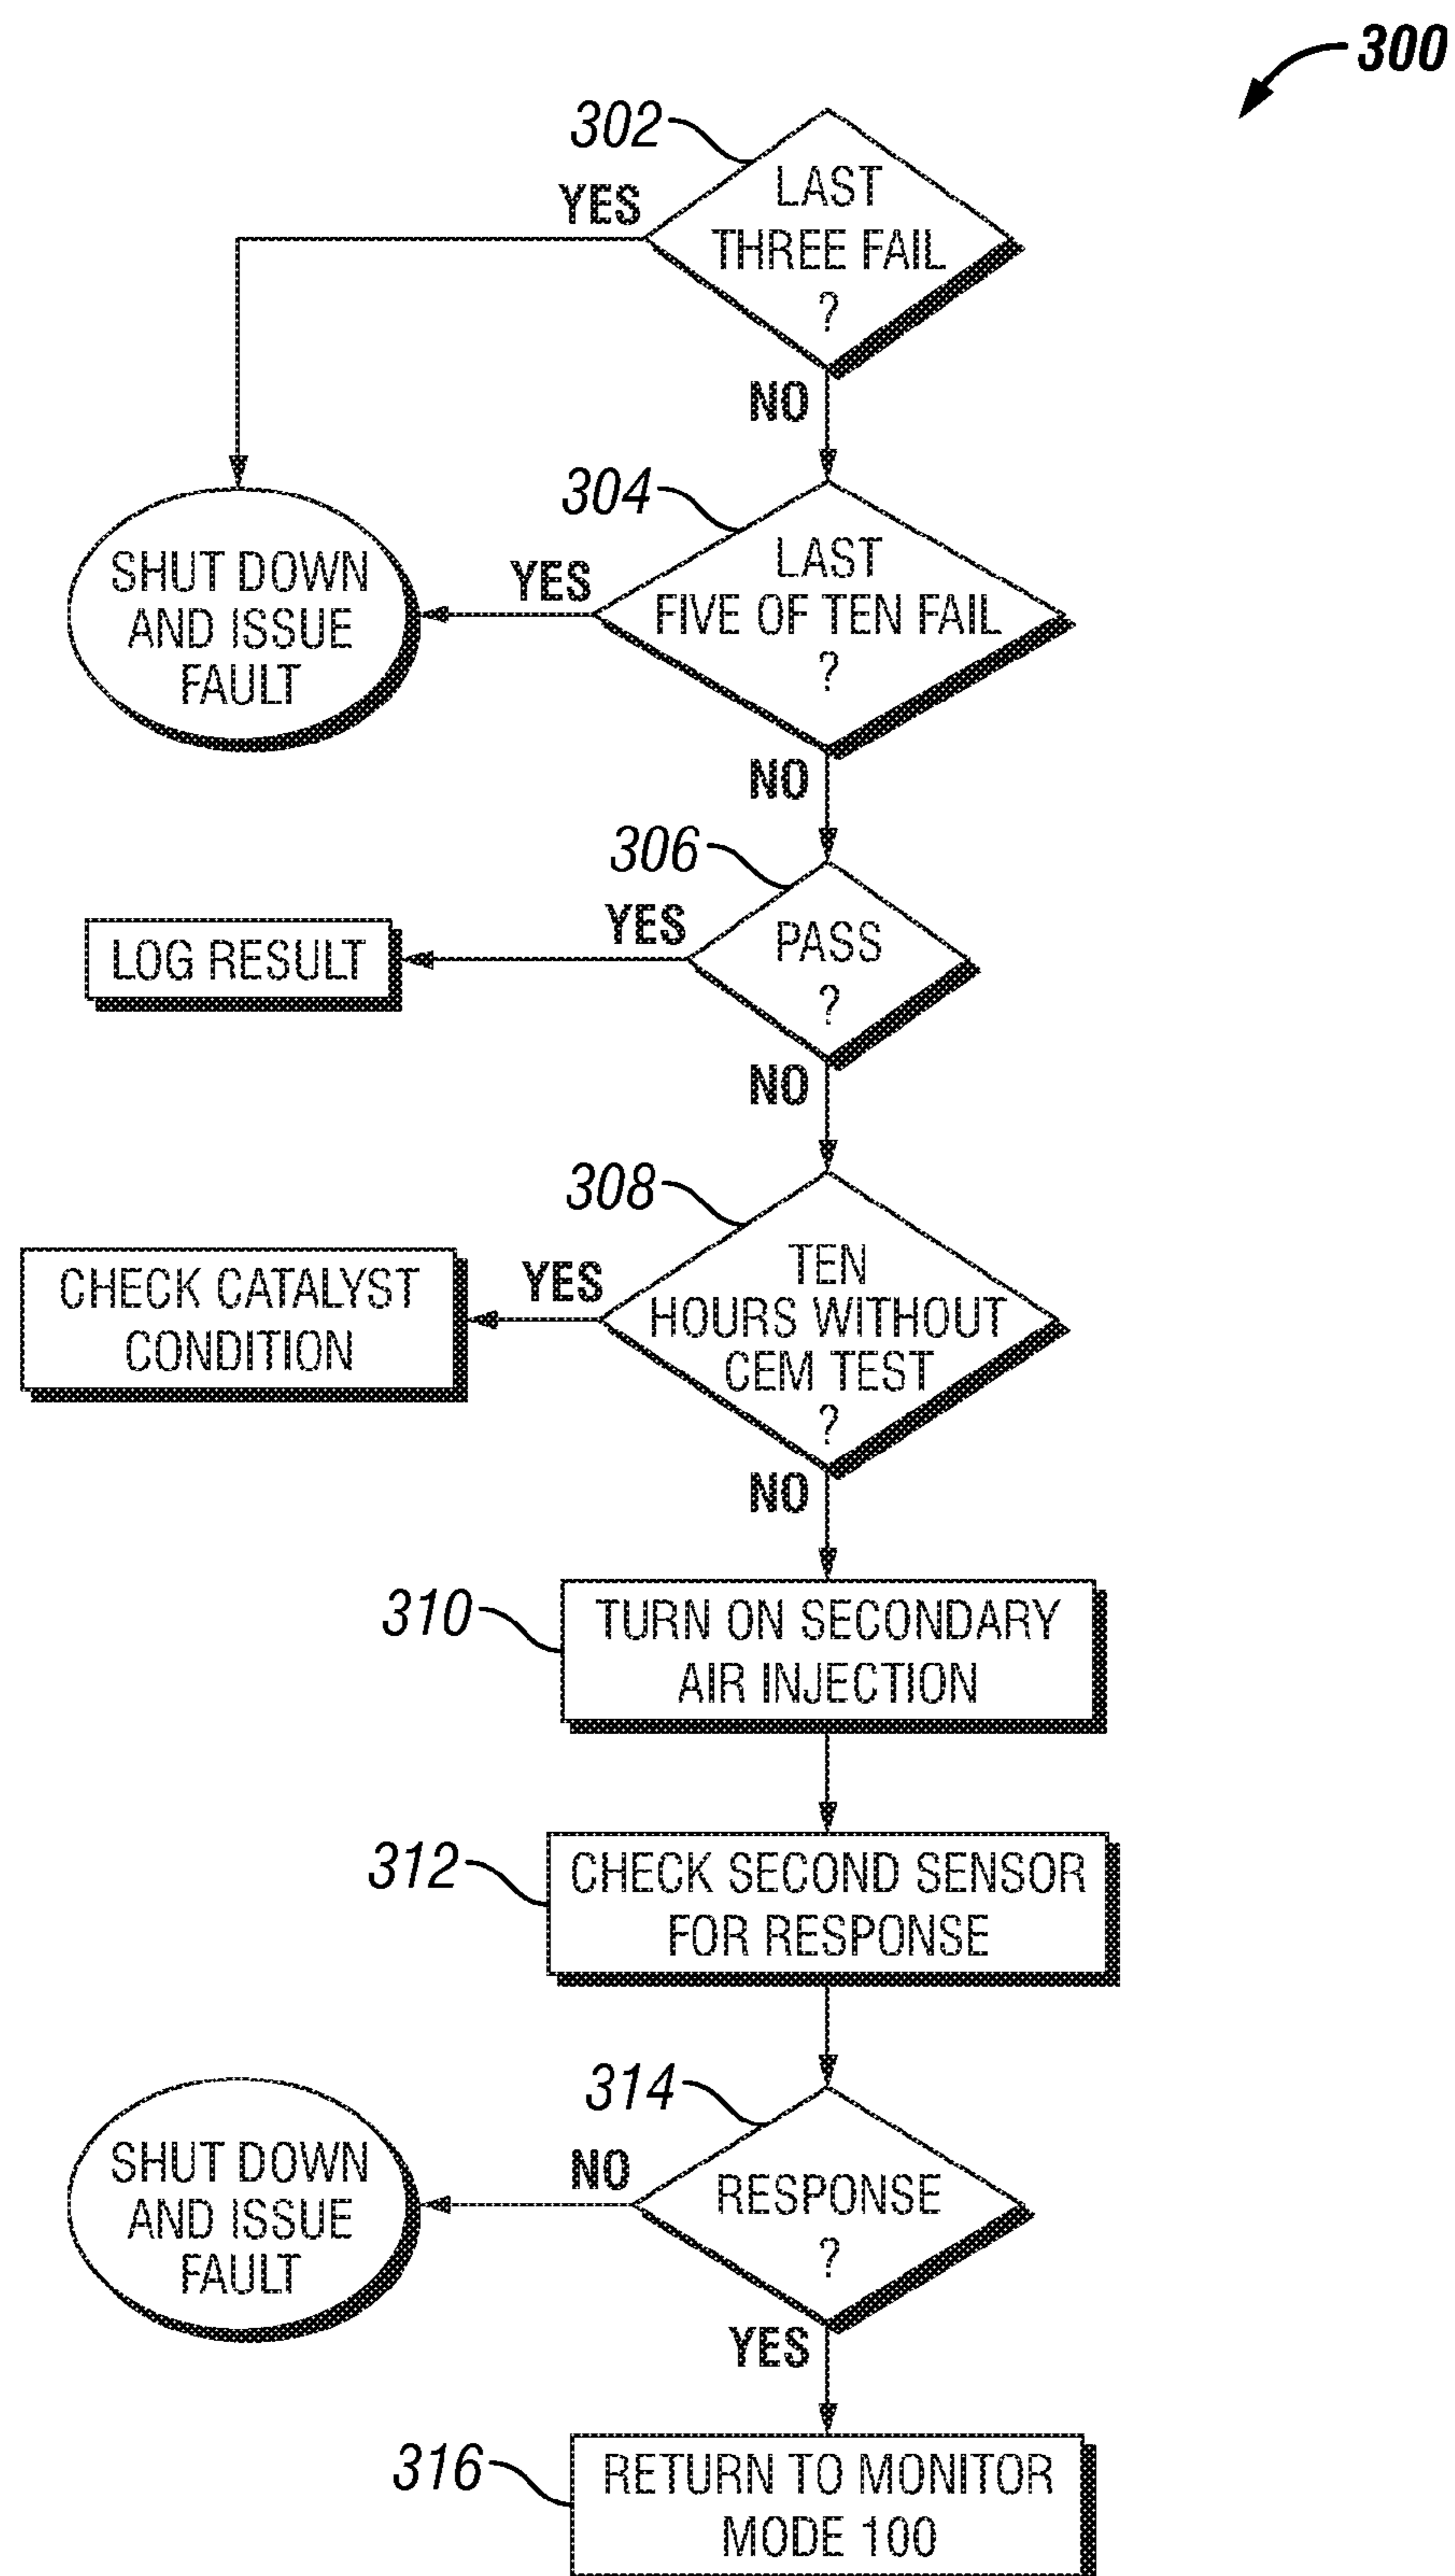 300
302
LAST
THREE FAIL
?
YES
NO
304
LAST
FIVE OF TEN FAIL
?
YES
SHUT DOWN
AND ISSUE
FAULT
NO
306
PASS
?
YES
LOG RESULT
NO
308
TEN
HOURS WITHOUT
CEM TEST
?
YES
CHECK CATALYST
CONDITION
NO
310
TURN ON SECONDARY
AIR INJECTION
312
CHECK SECOND SENSOR
FOR RESPONSE
314
RESPONSE
?
NO
SHUT DOWN
AND ISSUE
FAULT
YES
316
RETURN TO MONITOR
MODE 100